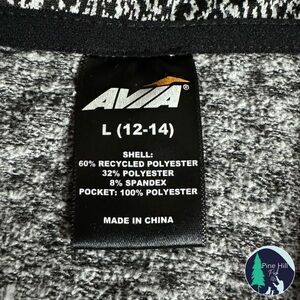 AVIA®
L (12-14)
SHELL:
60% RECYCLED POLYESTER
32% POLYESTER
8% SPANDEX
POCKET: 100% POLYESTER
MADE IN CHINA
Pine Hill